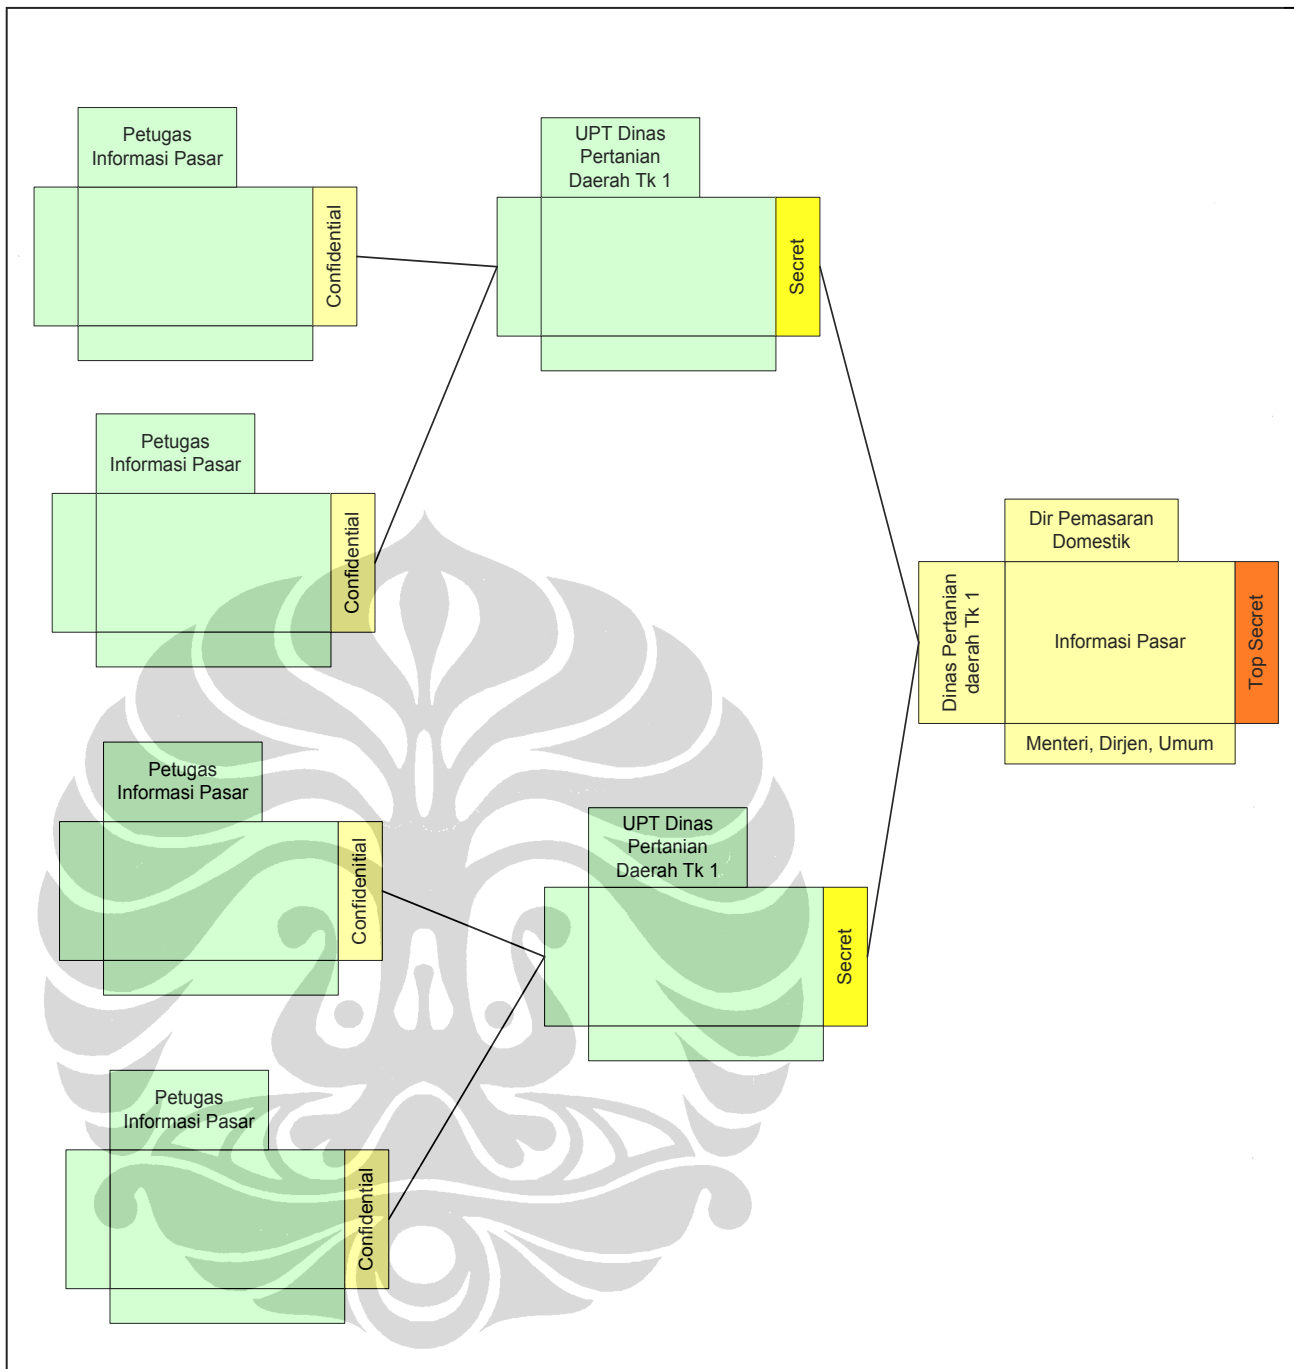 Petugas
Informasi Pasar
Confidential
UPT Dinas
Pertanian
Daerah Tk 1
Secret
Petugas
Informasi Pasar
Confidential
Dir Pemasaran
Domestik
Dinas Pertanian
daerah Tk 1
Informasi Pasar
Top Secret
Menteri, Dirjen, Umum
Petugas
Informasi Pasar
Confidenitial
UPT Dinas
Pertanian
Daerah Tk 1
Secret
Petugas
Informasi Pasar
Confidential